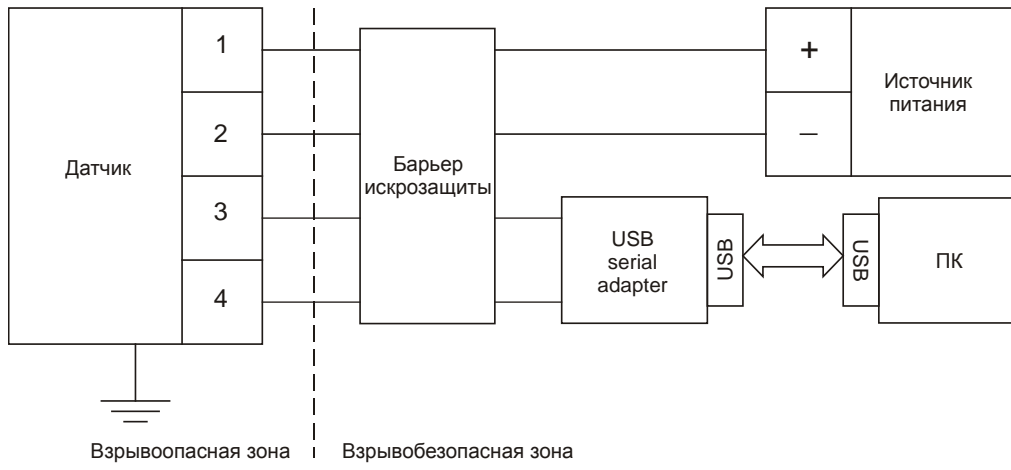 Датчик
1
2
3
4
Барьер
искрозащиты
+
–
Источник
питания
USB
serial
adapter
USB
USB
ПК
Взрывоопасная зона
Взрывобезопасная зона